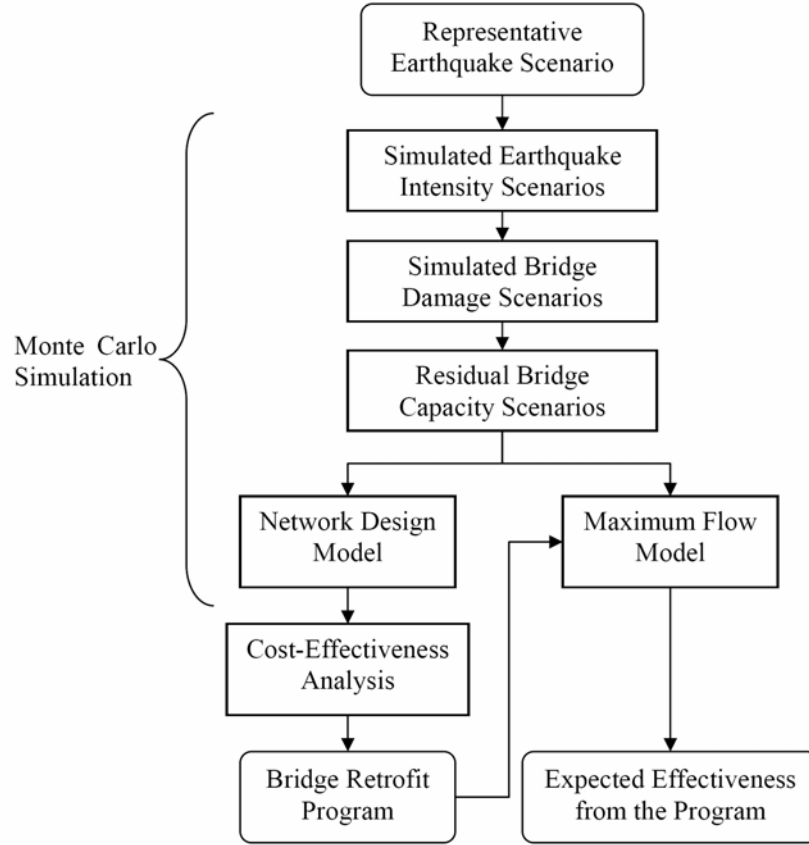 Representative
Earthquake Scenario
Simulated Earthquake
Intensity Scenarios
Simulated Bridge
Damage Scenarios
Monte Carlo
Simulation
Residual Bridge
Capacity Scenarios
Network Design
Model
Maximum Flow
Model
Cost-Effectiveness
Analysis
Bridge Retrofit
Program
Expected Effectiveness
from the Program